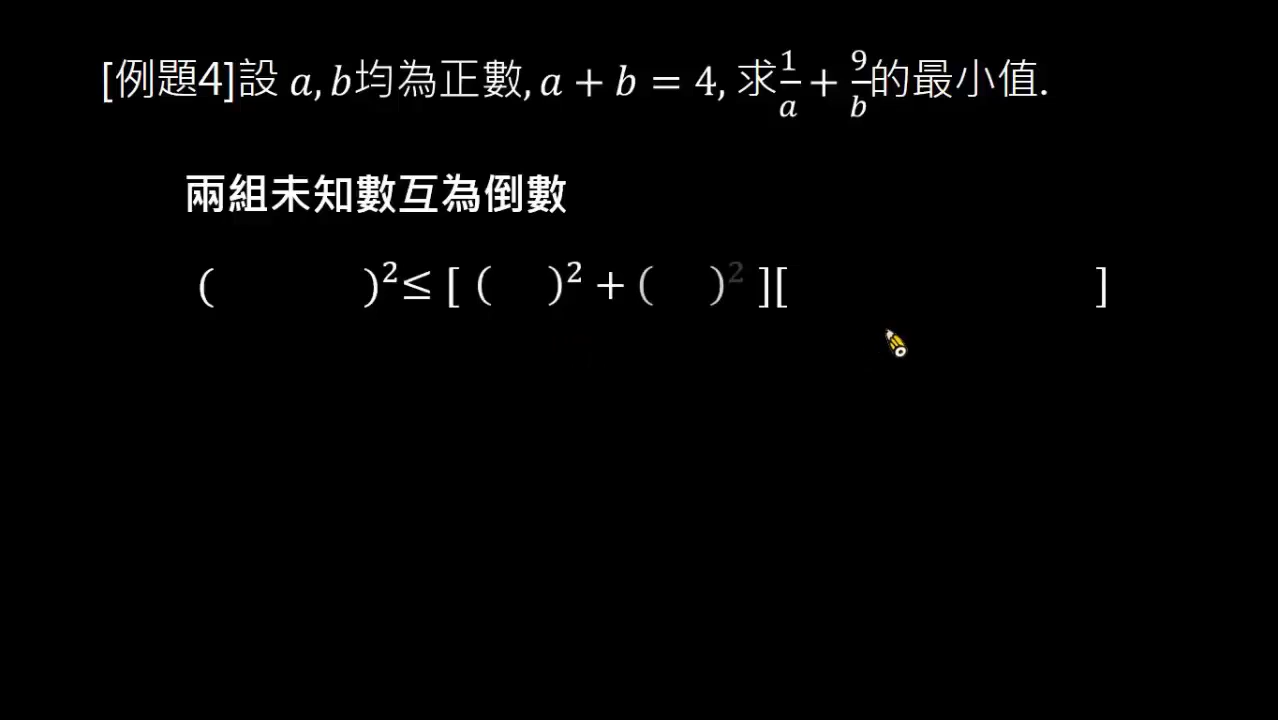 [例題4]設 a, b均為正數, a + b = 4, 求1/a + 9/b的最小值.
兩組未知數互為倒數
( )²≤ [ ( )² + ( )² ][ ]